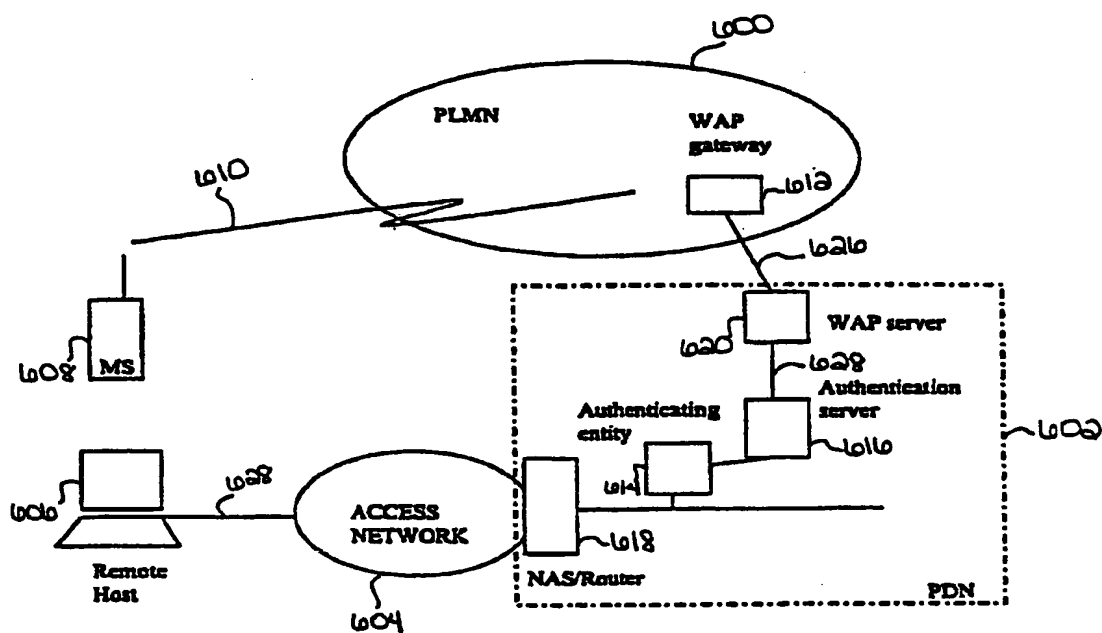 600
PLMN
WAP
gateway
610
612
626
WAP server
620
628
608
MS
Authentication
server
Authenticating
entity
602
616
606
628
ACCESS
NETWORK
618
Remote
Host
NAS/Router
PDN
604